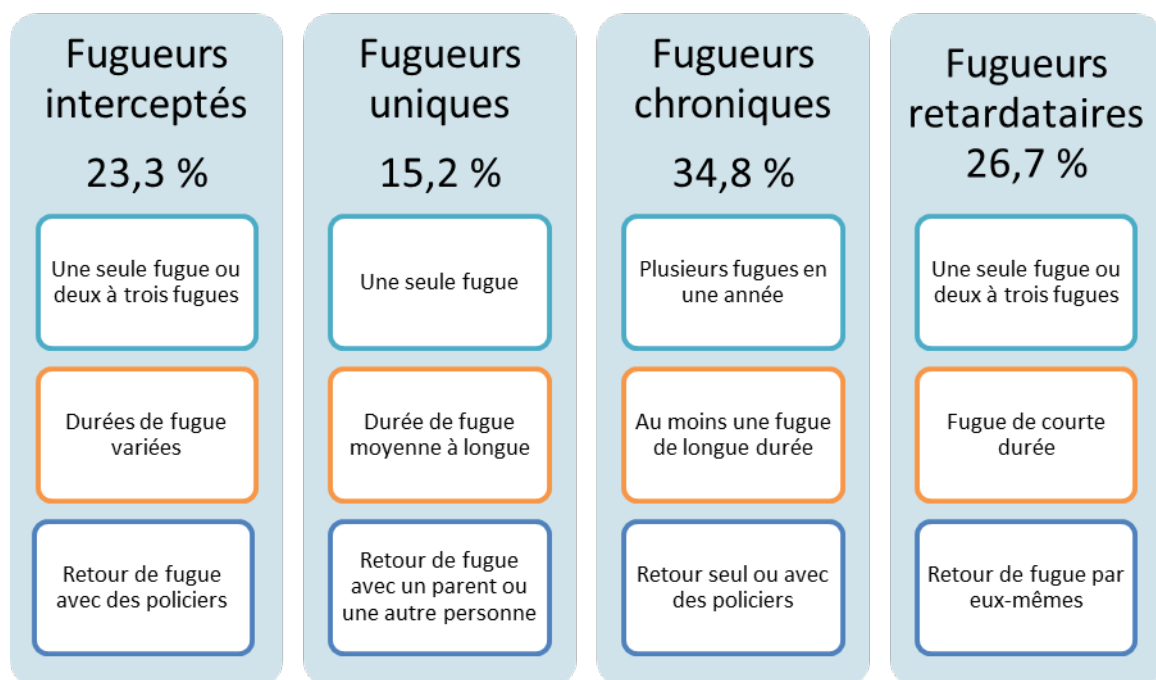 Fugueurs
interceptés
23,3 %
Une seule fugue ou
deux à trois fugues
Durées de fugue
variées
Retour de fugue
avec des policiers
Fugueurs
uniques
15,2 %
Une seule fugue
Durée de fugue
moyenne à longue
Retour de fugue
avec un parent ou
une autre personne
Fugueurs
chroniques
34,8 %
Plusieurs fugues en
une année
Au moins une fugue
de longue durée
Retour seul ou avec
des policiers
Fugueurs
retardataires
26,7 %
Une seule fugue ou
deux à trois fugues
Fugue de courte
durée
Retour de fugue par
eux-mêmes